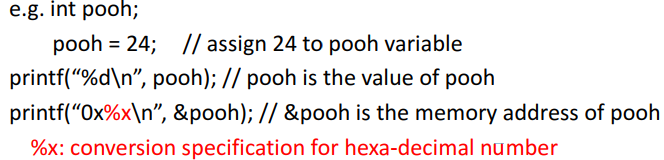 e.g. int pooh;
pooh = 24; // assign 24 to pooh variable
printf(“%d\n”, pooh); // pooh is the value of pooh
printf(“0x%x\n”, &pooh); // &pooh is the memory address of pooh
%x: conversion specification for hexa-decimal number